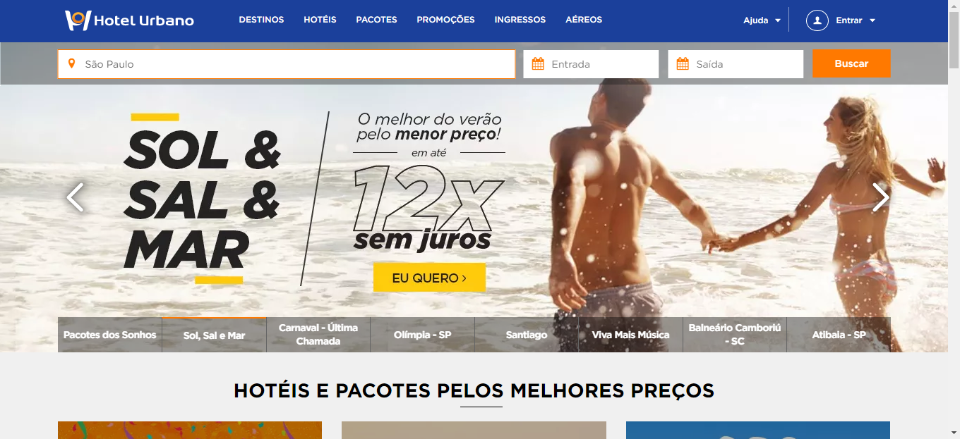 Hotel Urbano
DESTINOS HOTÉIS PACOTES PROMOÇÕES INGRESSOS AÉREOS
Ajuda Entrar
São Paulo
Entrada
Saída
Buscar
SOL &
SAL &
MAR
O melhor do verão
pelo menor preço!
em até
12x
sem juros
EU QUERO >
Pacotes dos Sonhos
Sol, Sal e Mar
Carnaval - Última
Chamada
Olímpia - SP
Santiago
Viva Mais Música
Balneário Camboriú
- SC
Atibaia - SP
HOTÉIS E PACOTES PELOS MELHORES PREÇOS